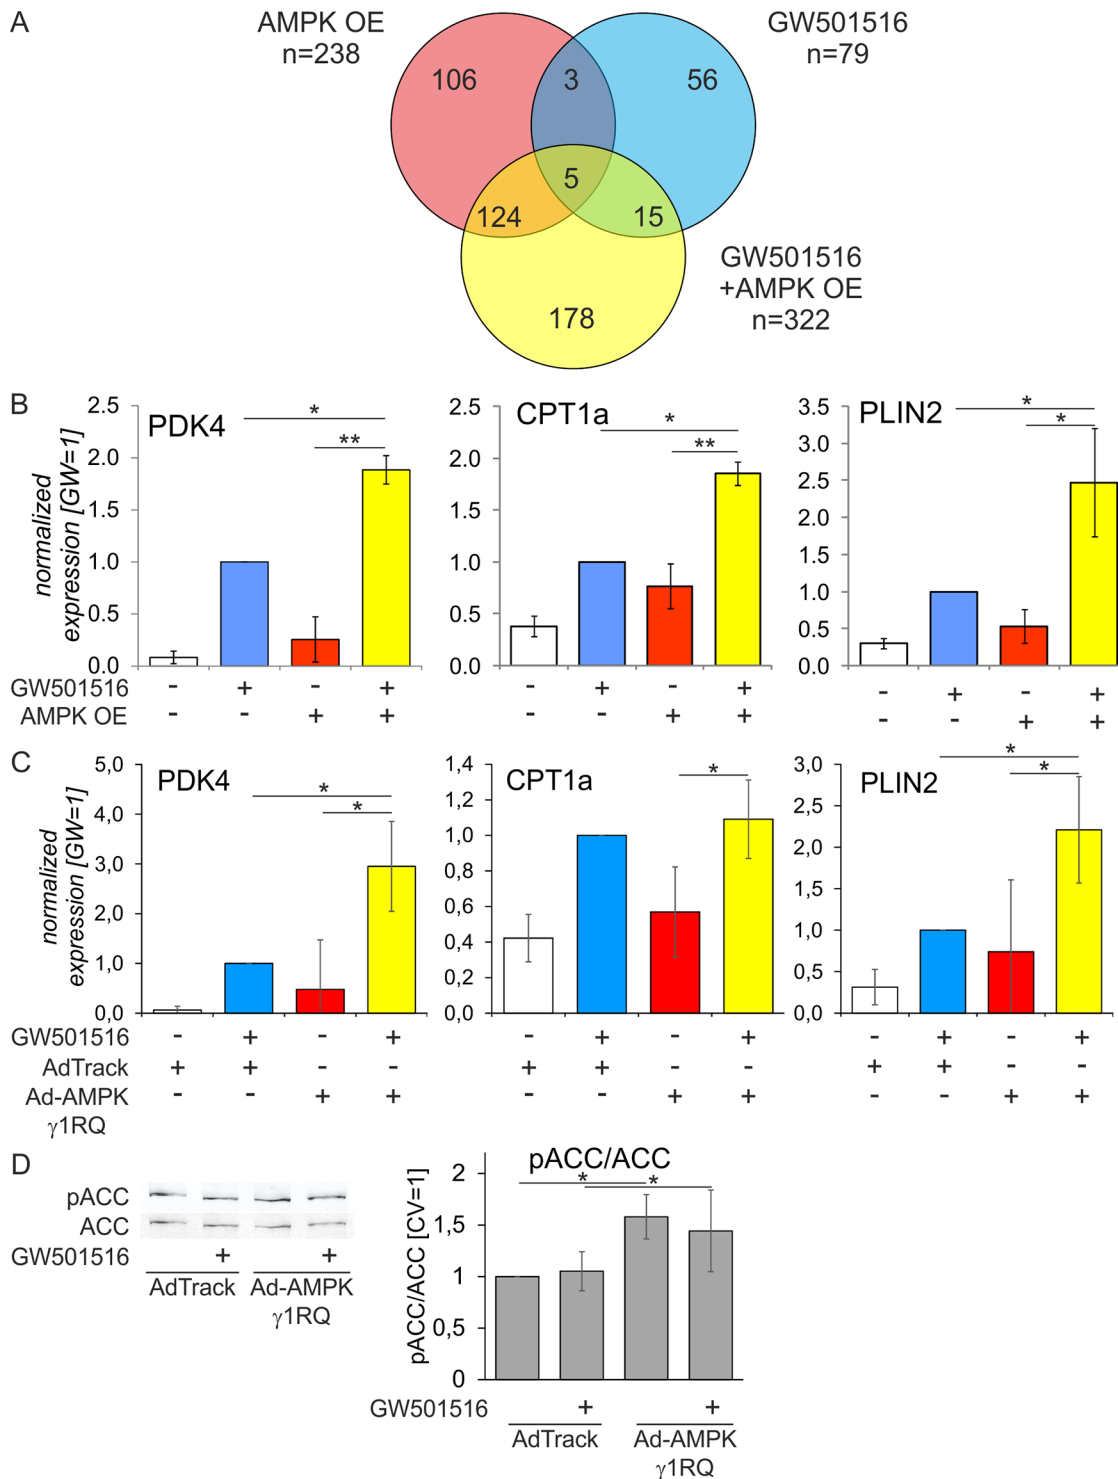 A
AMPK OE
n=238
GW501516
n=79
106
3
56
5
124
15
GW501516
+AMPK OE
n=322
178
B
normalized
expression [GW=1]
2.5
2.0
1.5
1.0
0.5
0.0
PDK4
*
**
2.5
2.0
1.5
1.0
0.5
0.0
CPT1a
*
**
3.5
3.0
2.5
2.0
1.5
1.0
0.5
0.0
PLIN2
*
*
GW501516 - + - + - + - + - + - +
AMPK OE - - + + - - + + - - + +
C
normalized
expression [GW=1]
5,0
4,0
3,0
2,0
1,0
0,0
PDK4
*
*
1,4
1,2
1,0
0,8
0,6
0,4
0,2
0,0
CPT1a
*
3,0
2,5
2,0
1,5
1,0
0,5
0,0
PLIN2
*
*
GW501516 - + - + - + - + - + - +
AdTrack + + - - + + - - + + - -
Ad-AMPK - - + + - - + + - - + +
γ1RQ
D
pACC
ACC
GW501516 + +
AdTrack Ad-AMPK
γ1RQ
pACC/ACC [CV=1]
pACC/ACC
* *
2
1,5
1
0,5
0
GW501516 + +
AdTrack Ad-AMPK
γ1RQ